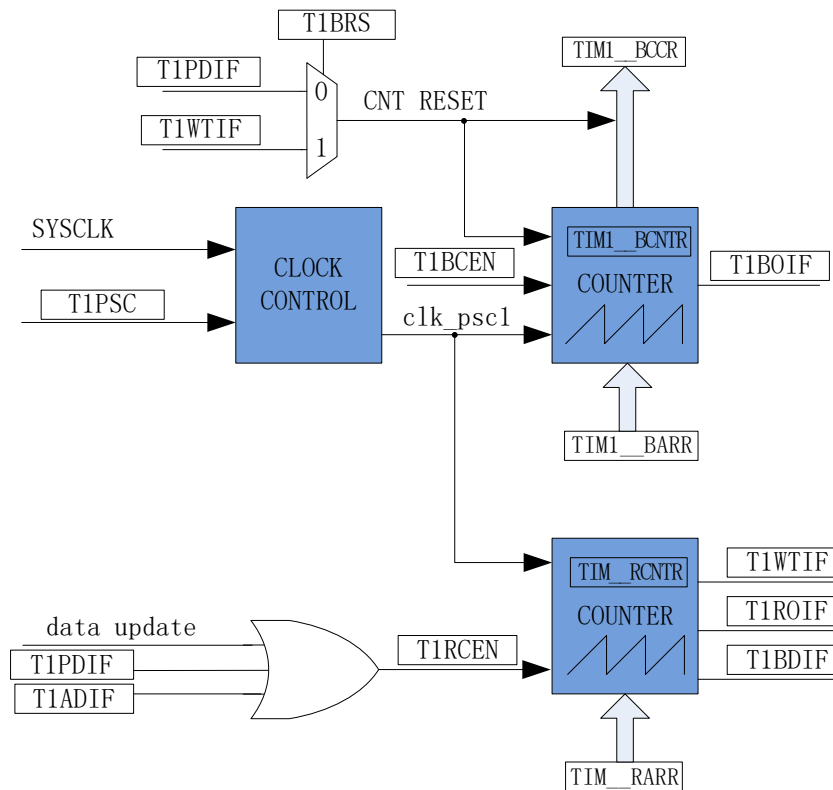 T1BRS
T1PDIF
0
TIM1__BCCR
CNT RESET
T1WTIF
1
SYSCLK
T1PSC
CLOCK
CONTROL
T1BCEN
clk_pscl
TIM1__BCNTR
COUNTER
T1BOIF
TIM1__BARR
TIM__RCNTR
COUNTER
T1WTIF
T1ROIF
T1BDIF
data update
T1PDIF
T1ADIF
T1RCEN
TIM__RARR